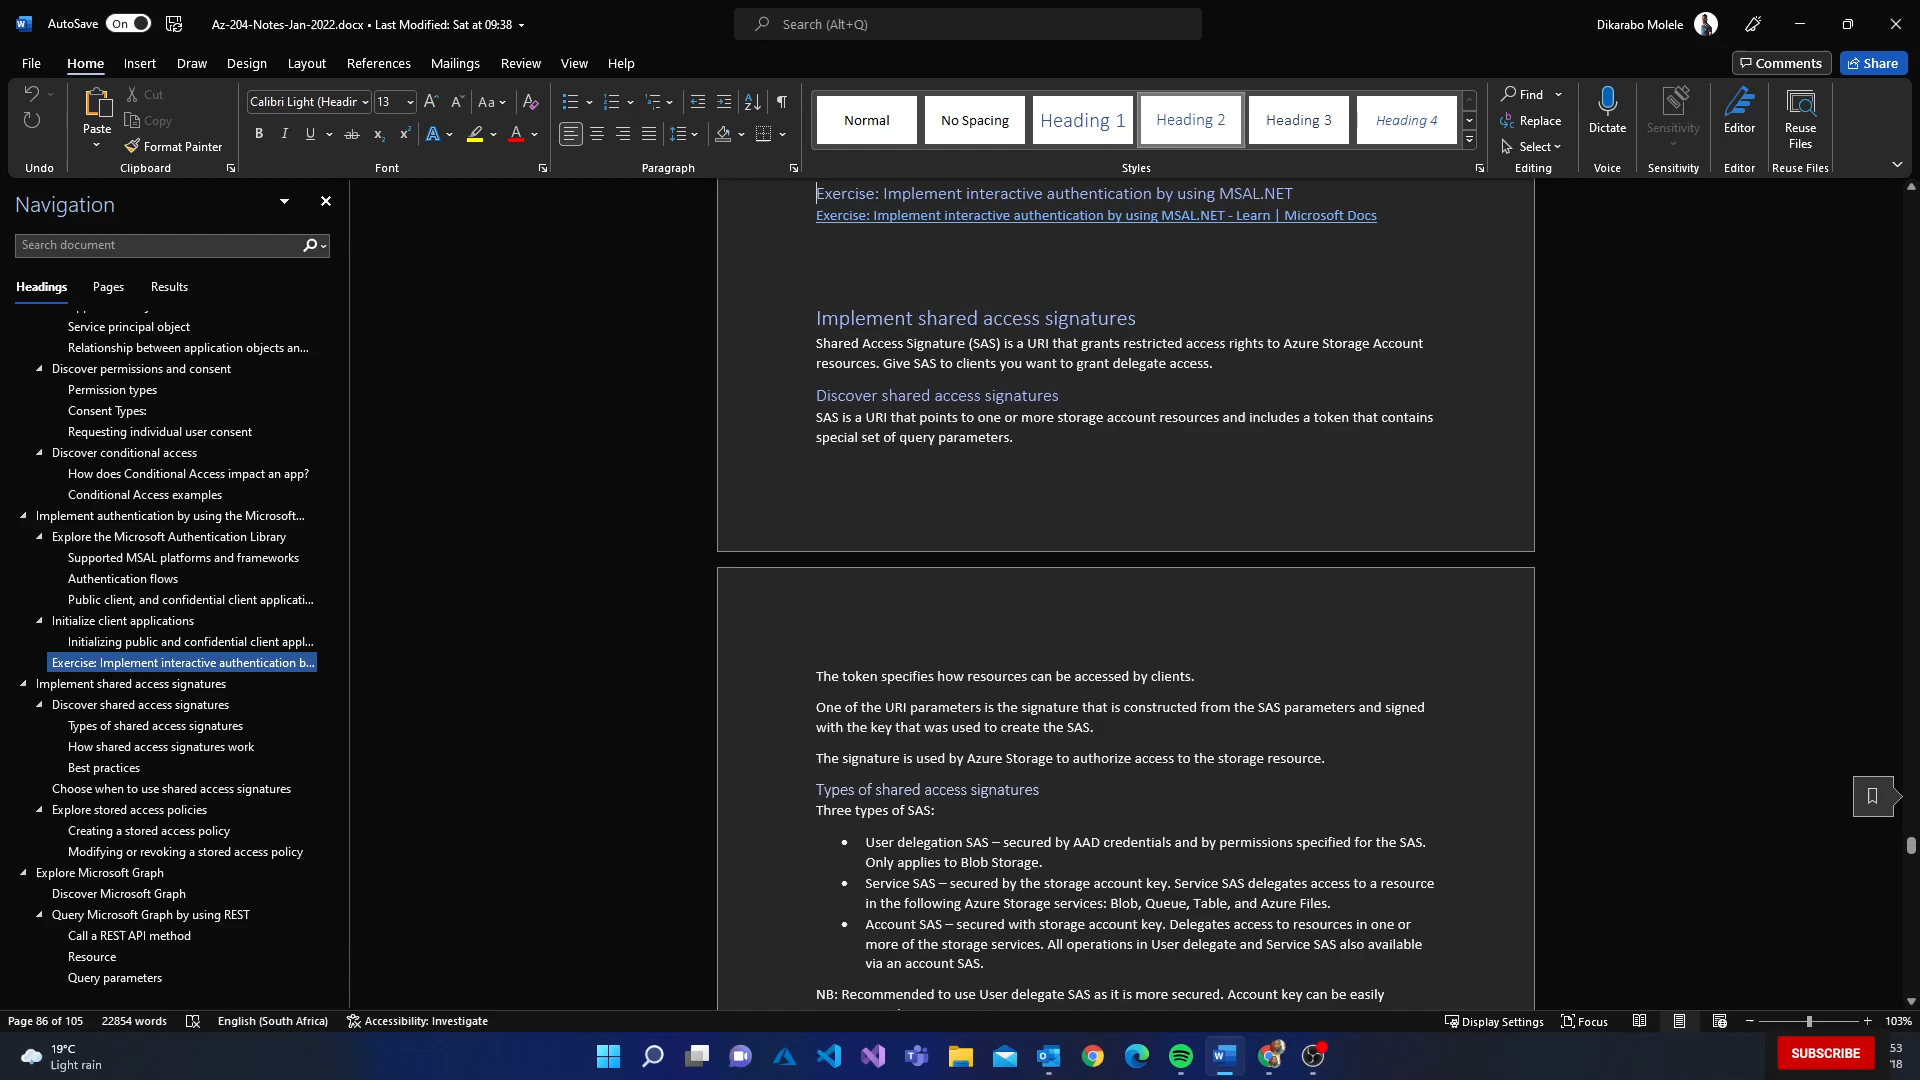 AutoSave On Az-204-Notes-Jan-2022.docx • Last Modified: Sat at 09:38 Search (Alt+Q) Dikarabo Molele
File Home Insert Draw Design Layout References Mailings Review View Help Comments Share
Paste Cut Copy Format Painter
Calibri Light (Headir 13 Aa
B I U ab x₂ x² A A
Normal No Spacing Heading 1 Heading 2 Heading 3 Heading 4
Find Replace Select
Dictate Sensitivity Editor Reuse Files
Undo Clipboard Font Paragraph Styles Editing Voice Sensitivity Editor Reuse Files
Navigation
Search document
Headings Pages Results
Service principal object
Relationship between application objects an...
Discover permissions and consent
Permission types
Consent Types:
Requesting individual user consent
Discover conditional access
How does Conditional Access impact an app?
Conditional Access examples
Implement authentication by using the Microsoft...
Explore the Microsoft Authentication Library
Supported MSAL platforms and frameworks
Authentication flows
Public client, and confidential client applicati...
Initialize client applications
Initializing public and confidential client appl...
Exercise: Implement interactive authentication b...
Implement shared access signatures
Discover shared access signatures
Types of shared access signatures
How shared access signatures work
Best practices
Choose when to use shared access signatures
Explore stored access policies
Creating a stored access policy
Modifying or revoking a stored access policy
Explore Microsoft Graph
Discover Microsoft Graph
Query Microsoft Graph by using REST
Call a REST API method
Resource
Query parameters
Exercise: Implement interactive authentication by using MSAL.NET
Exercise: Implement interactive authentication by using MSAL.NET - Learn | Microsoft Docs
Implement shared access signatures
Shared Access Signature (SAS) is a URI that grants restricted access rights to Azure Storage Account
resources. Give SAS to clients you want to grant delegate access.
Discover shared access signatures
SAS is a URI that points to one or more storage account resources and includes a token that contains
special set of query parameters.
The token specifies how resources can be accessed by clients.
One of the URI parameters is the signature that is constructed from the SAS parameters and signed
with the key that was used to create the SAS.
The signature is used by Azure Storage to authorize access to the storage resource.
Types of shared access signatures
Three types of SAS:
• User delegation SAS – secured by AAD credentials and by permissions specified for the SAS.
Only applies to Blob Storage.
• Service SAS – secured by the storage account key. Service SAS delegates access to a resource
in the following Azure Storage services: Blob, Queue, Table, and Azure Files.
• Account SAS – secured with storage account key. Delegates access to resources in one or
more of the storage services. All operations in User delegate and Service SAS also available
via an account SAS.
NB: Recommended to use User delegate SAS as it is more secured. Account key can be easily
Page 86 of 105 22854 words English (South Africa) Accessibility: Investigate Display Settings Focus 103%
19°C
Light rain
SUBSCRIBE
53
'18